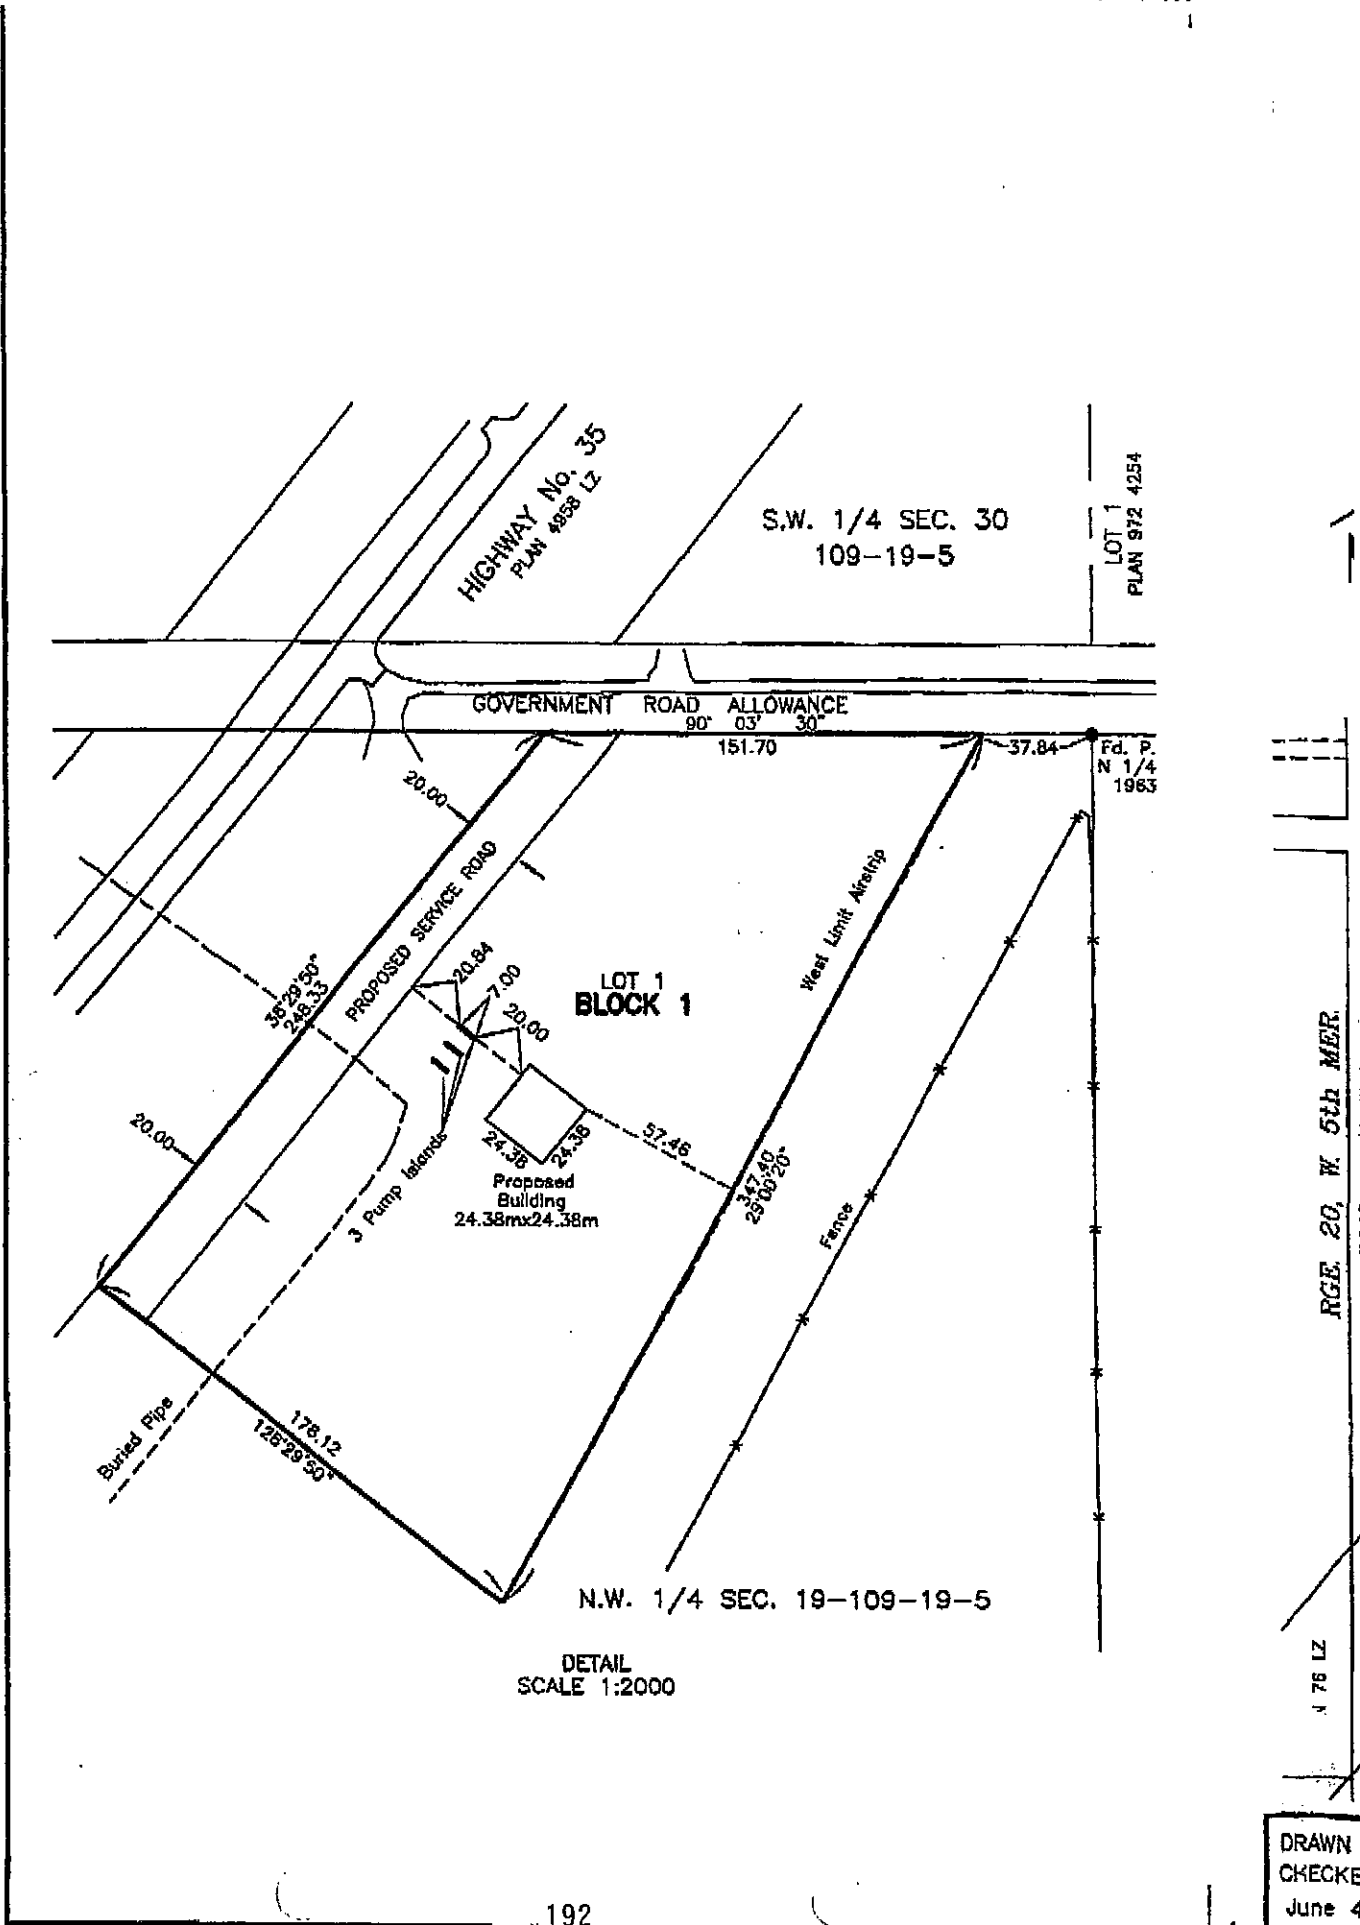 HIGHWAY No. 35
PLAN 4958 LZ
S.W. 1/4 SEC. 30
109-19-5
LOT 1
PLAN 972 4254
GOVERNMENT ROAD ALLOWANCE
90° 03' 30"
151.70
37.84
Fd. P.
N 1/4
1963
20.00
PROPOSED SERVICE ROAD
West Limit Airstrip
38°29'50"
248.33
20.84
7.00
20.00
LOT 1
BLOCK 1
20.00
3 Pump Islands
24.38
24.38
Proposed
Building
24.38mx24.38m
57.46
347.40
29°00'20"
Fence
RGE. 20, W. 5th MER.
Buried Pipe
178.12
128°29'50"
N.W. 1/4 SEC. 19-109-19-5
DETAIL
SCALE 1:2000
76 LZ
DRAWN
CHECKE
June 4
192